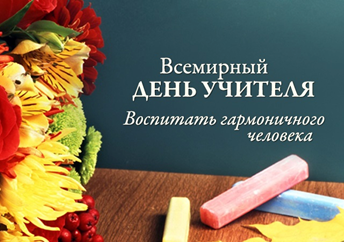 Всемирный
ДЕНЬ УЧИТЕЛЯ
Воспитать гармоничного
человека